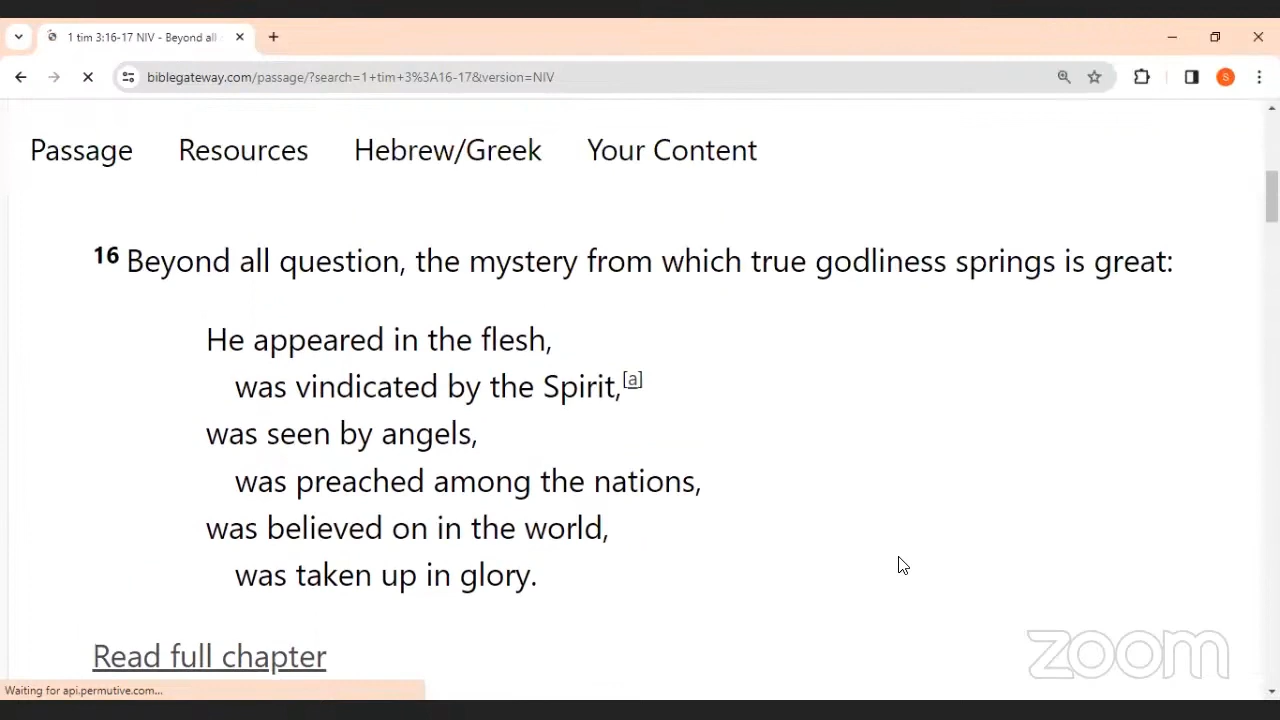 1 tim 3:16-17 NIV - Beyond all
biblegateway.com/passage/?search=1+tim+3%3A16-17&version=NIV
S
Passage Resources Hebrew/Greek Your Content
16 Beyond all question, the mystery from which true godliness springs is great:
He appeared in the flesh,
was vindicated by the Spirit,[a]
was seen by angels,
was preached among the nations,
was believed on in the world,
was taken up in glory.
Read full chapter
zoom
Waiting for api.permutive.com...